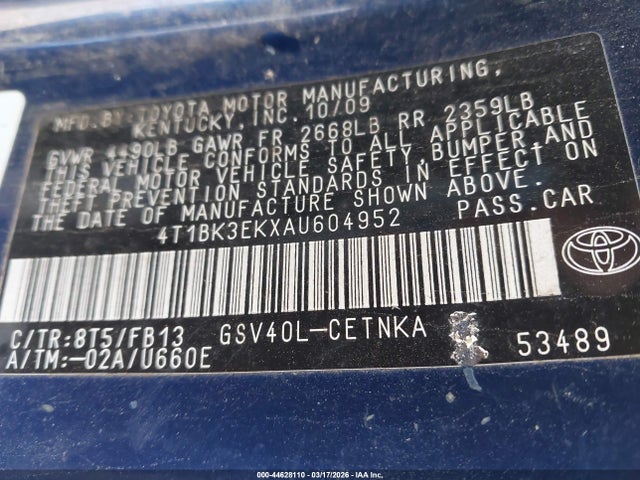 MFD.BY:TOYOTA MOTOR MANUFACTURING,
KENTUCKY, INC. 10/09
GVWR 4490LB GAWR FR 2668LB RR 2359LB
THIS VEHICLE CONFORMS TO ALL APPLICABLE
FEDERAL MOTOR VEHICLE SAFETY,BUMPER AND
THEFT PREVENTION STANDARDS IN EFFECT ON
THE DATE OF MANUFACTURE SHOWN ABOVE.
4T1BK3EKXAU604952 PASS.CAR
C/TR:8T5/FB13 GSV40L-CETNKA
A/TM:-02A/U660E 53489
000-44628110 - 03/17/2026 - IAA Inc.